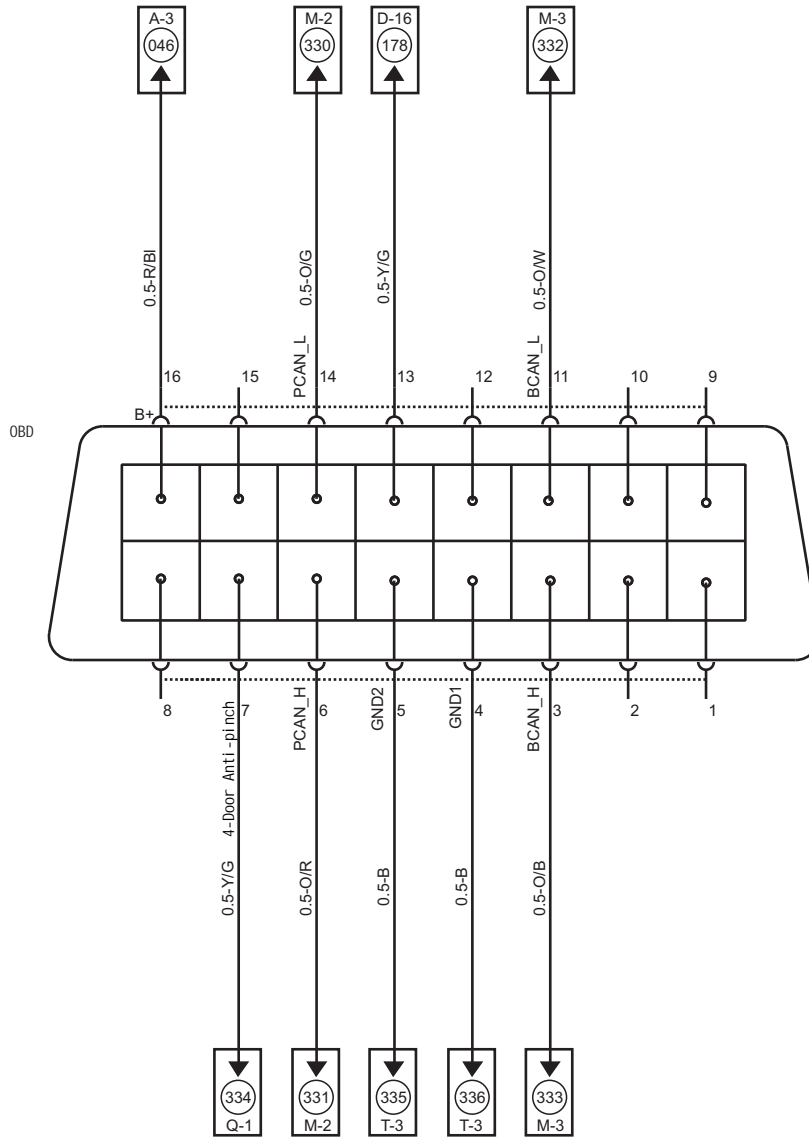 A-3 M-2 D-16 M-3
046 330 178 332
0.5-R/Bl
0.5-O/G
0.5-Y/G
0.5-O/W
PCAN_L
BCAN_L
16 15 14 13 12 11 10 9
B+
OBD
8 7 6 5 4 3 2 1
4-Door Anti-pinch
PCAN_H
GND2
GND1
BCAN_H
0.5-Y/G
0.5-O/R
0.5-B
0.5-B
0.5-O/B
334 331 335 336 333
Q-1 M-2 T-3 T-3 M-3